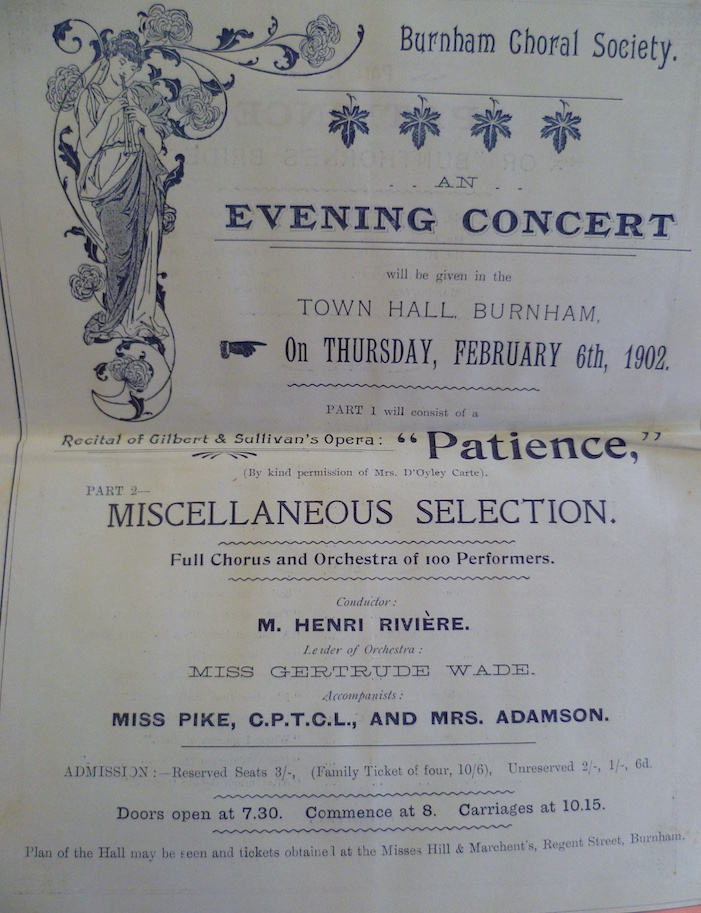 Burnham Choral Society.
. . AN . .
EVENING CONCERT
will be given in the
TOWN HALL, BURNHAM,
On THURSDAY, FEBRUARY 6th, 1902.
PART 1 will consist of a
Recital of Gilbert & Sullivan's Opera: “Patience,”
(By kind permission of Mrs. D'Oyley Carte).
PART 2—
MISCELLANEOUS SELECTION.
Full Chorus and Orchestra of 100 Performers.
Conductor:
M. HENRI RIVIÈRE.
Leader of Orchestra:
MISS GERTRUDE WADE.
Accompanists:
MISS PIKE, C.P.T.C.L., AND MRS. ADAMSON.
ADMISSION:—Reserved Seats 3/-, (Family Ticket of four, 10/6), Unreserved 2/-, 1/-, 6d.
Doors open at 7.30. Commence at 8. Carriages at 10.15.
Plan of the Hall may be seen and tickets obtained at the Misses Hill & Marchent's, Regent Street, Burnham.